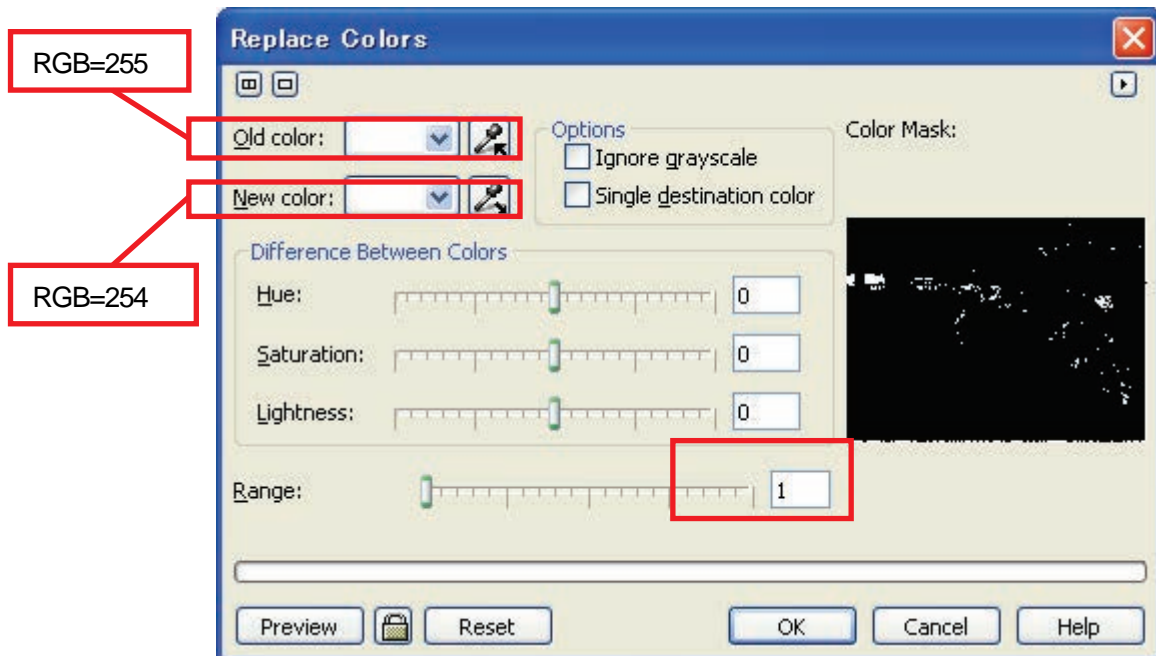 Replace Colors
RGB=255
Old color:
Options
Color Mask:
Ignore grayscale
New color:
Single destination color
Difference Between Colors
RGB=254
Hue:
0
Saturation:
0
Lightness:
0
Range:
1
Preview
Reset
OK
Cancel
Help